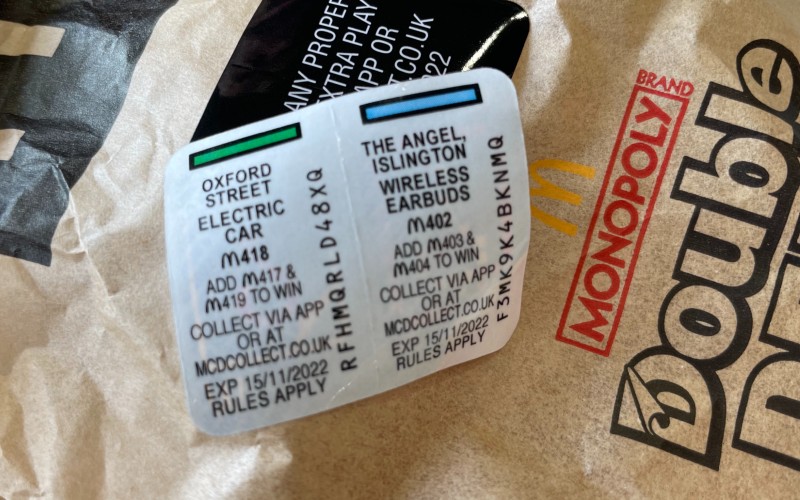 ANY PROPER
EXTRA PLAY
APP OR
CT.CO.UK
22
OXFORD
STREET
ELECTRIC
CAR
M418
ADD M417 &
M419 TO WIN
COLLECT VIA APP
OR AT
MCDCOLLECT.CO.UK
EXP 15/11/2022
RULES APPLY
RFHMQRLD48XQ
THE ANGEL,
ISLINGTON
WIRELESS
EARBUDS
M402
ADD M403 &
M404 TO WIN
COLLECT VIA APP
OR AT
MCDCOLLECT.CO.UK
EXP 15/11/2022
RULES APPLY
F3MK9K4BKNMQ
M
BRAND
MONOPOLY
Double